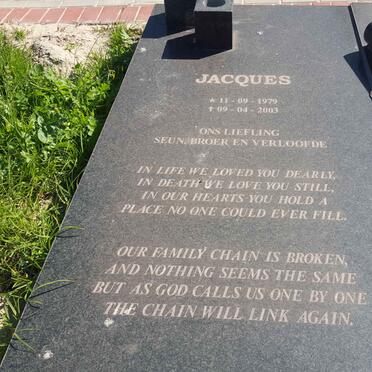 JACQUES
* 11 - 09 - 1979
† 09 - 04 - 2003
ONS LIEFLING
SEUN, BROER EN VERLOOFDE
IN LIFE WE LOVED YOU DEARLY,
IN DEATH WE LOVE YOU STILL,
IN OUR HEARTS YOU HOLD A
PLACE NO ONE COULD EVER FILL.
OUR FAMILY CHAIN IS BROKEN,
AND NOTHING SEEMS THE SAME
BUT AS GOD CALLS US ONE BY ONE
THE CHAIN WILL LINK AGAIN.